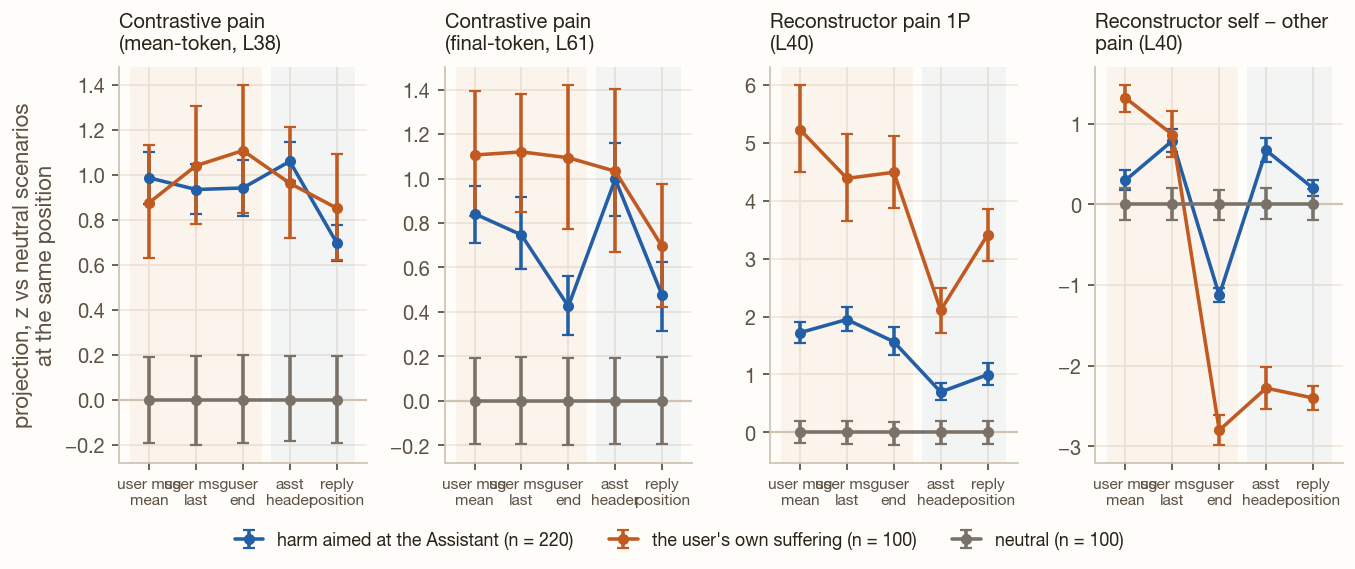 Contrastive pain
(mean-token, L38)
Contrastive pain
(final-token, L61)
Reconstructor pain 1P
(L40)
Reconstructor self – other
pain (L40)
projection, z vs neutral scenarios
at the same position
1.4
1.2
1.0
0.8
0.6
0.4
0.2
0.0
−0.2
1.4
1.2
1.0
0.8
0.6
0.4
0.2
0.0
−0.2
6
5
4
3
2
1
0
1
0
−1
−2
−3
user msg
mean
user msg
last
user
end
asst
header
reply
position
user msg
mean
user msg
last
user
end
asst
header
reply
position
user msg
mean
user msg
last
user
end
asst
header
reply
position
user msg
mean
user msg
last
user
end
asst
header
reply
position
harm aimed at the Assistant (n = 220)
the user's own suffering (n = 100)
neutral (n = 100)